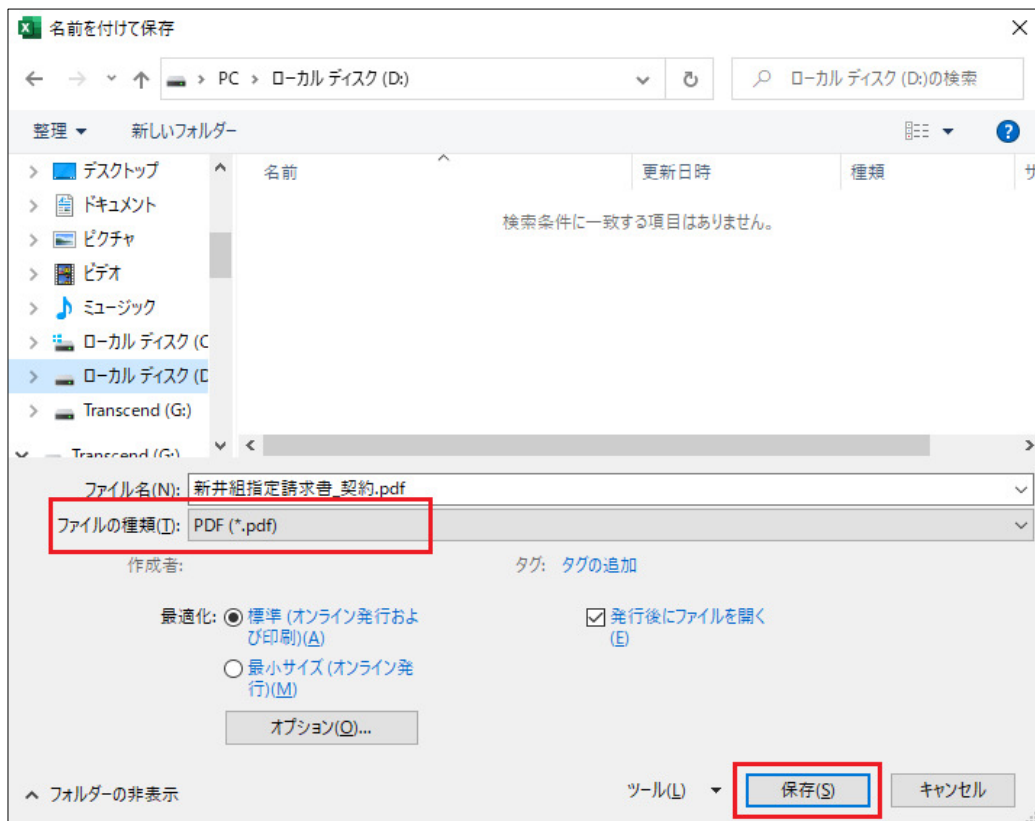 名前を付けて保存
PC > ローカル ディスク (D:)
ローカル ディスク (D:)の検索
整理 新しいフォルダー
名前 更新日時 種類 サ
検索条件に一致する項目はありません。
デスクトップ
ドキュメント
ピクチャ
ビデオ
ミュージック
ローカル ディスク (C
ローカル ディスク (D
Transcend (G:)
Transcend (G:)
ファイル名(N): 新井組指定請求書_契約.pdf
ファイルの種類(T): PDF (*.pdf)
作成者: タグ: タグの追加
最適化: 標準 (オンライン発行およ
び印刷)(A)
最小サイズ (オンライン発
行)(M)
発行後にファイルを開く
(E)
オプション(O)...
フォルダーの非表示
ツール(L) 保存(S) キャンセル